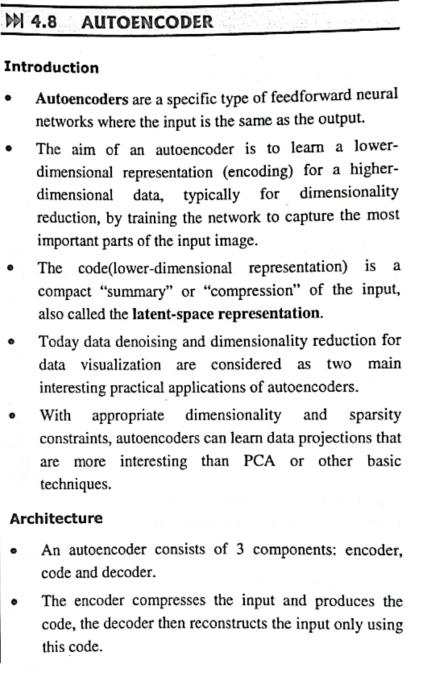 4.8 AUTOENCODER
Introduction
• Autoencoders are a specific type of feedforward neural
networks where the input is the same as the output.
• The aim of an autoencoder is to learn a lower-
dimensional representation (encoding) for a higher-
dimensional data, typically for dimensionality
reduction, by training the network to capture the most
important parts of the input image.
• The code(lower-dimensional representation) is a
compact “summary” or “compression” of the input,
also called the latent-space representation.
• Today data denoising and dimensionality reduction for
data visualization are considered as two main
interesting practical applications of autoencoders.
• With appropriate dimensionality and sparsity
constraints, autoencoders can learn data projections that
are more interesting than PCA or other basic
techniques.
Architecture
• An autoencoder consists of 3 components: encoder,
code and decoder.
• The encoder compresses the input and produces the
code, the decoder then reconstructs the input only using
this code.